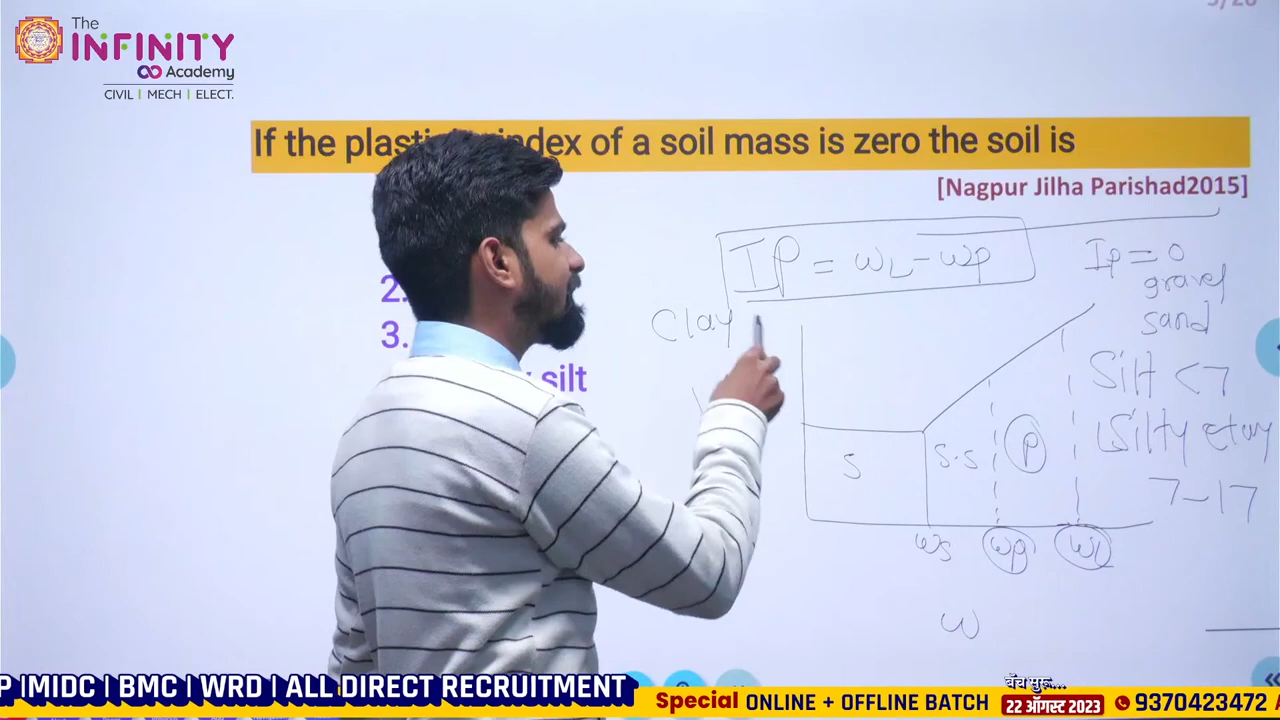 The
INFINITY
Academy
CIVIL | MECH | ELECT.
If the index of a soil mass is zero the soil is
[Nagpur Jilha Parishad2015]
IP = WL - WP
Ip = 0
gravel
sand
Clay
2.
3.
silt
Silt < 7
Silty clay
7-17
S
S.S
P
Ws
Wp
WL
W
P |MIDC | BMC | WRD | ALL DIRECT RECRUITMENT
Special ONLINE + OFFLINE BATCH
बॅच सुरू...
22 ऑगस्ट 2023
9370423472